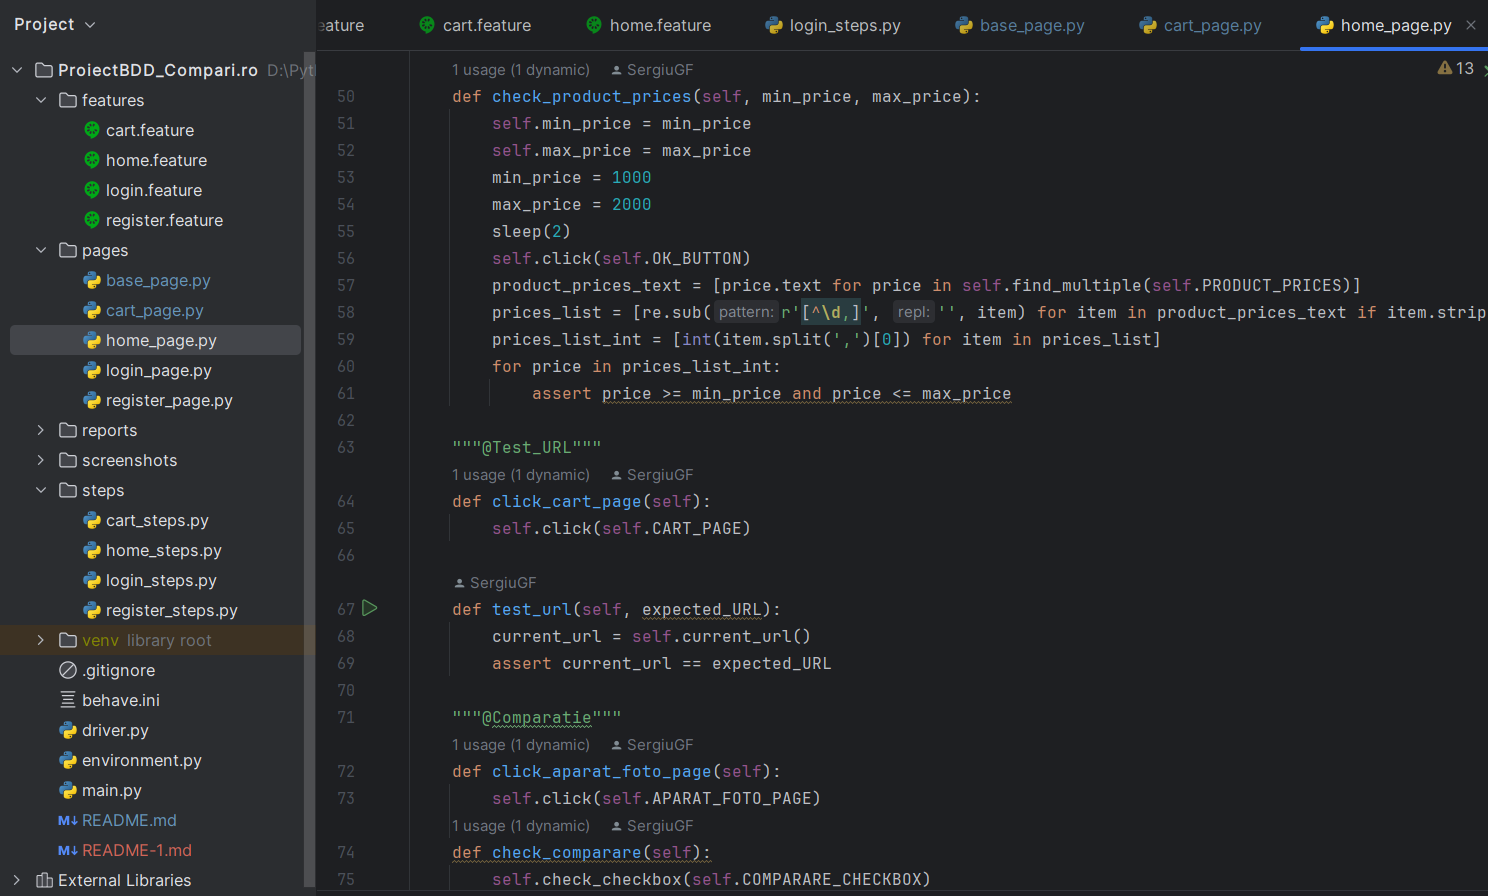 Project
eature
cart.feature
home.feature
login_steps.py
base_page.py
cart_page.py
home_page.py
ProiectBDD_Compari.ro D:\Pyt
features
cart.feature
home.feature
login.feature
register.feature
pages
base_page.py
cart_page.py
home_page.py
login_page.py
register_page.py
reports
screenshots
steps
cart_steps.py
home_steps.py
login_steps.py
register_steps.py
venv library root
.gitignore
behave.ini
driver.py
environment.py
main.py
M↓ README.md
M↓ README-1.md
External Libraries
1 usage (1 dynamic) SergiuGF
13
50 def check_product_prices(self, min_price, max_price):
51 self.min_price = min_price
52 self.max_price = max_price
53 min_price = 1000
54 max_price = 2000
55 sleep(2)
56 self.click(self.OK_BUTTON)
57 product_prices_text = [price.text for price in self.find_multiple(self.PRODUCT_PRICES)]
58 prices_list = [re.sub( pattern: r'[^\d,]', repl: '', item) for item in product_prices_text if item.strip
59 prices_list_int = [int(item.split(',')[0]) for item in prices_list]
60 for price in prices_list_int:
61 assert price >= min_price and price <= max_price
62
63 """@Test_URL"""
1 usage (1 dynamic) SergiuGF
64 def click_cart_page(self):
65 self.click(self.CART_PAGE)
66
SergiuGF
67 def test_url(self, expected_URL):
68 current_url = self.current_url()
69 assert current_url == expected_URL
70
71 """@Comparatie"""
1 usage (1 dynamic) SergiuGF
72 def click_aparat_foto_page(self):
73 self.click(self.APARAT_FOTO_PAGE)
1 usage (1 dynamic) SergiuGF
74 def check_comparare(self):
75 self.check_checkbox(self.COMPARARE_CHECKBOX)